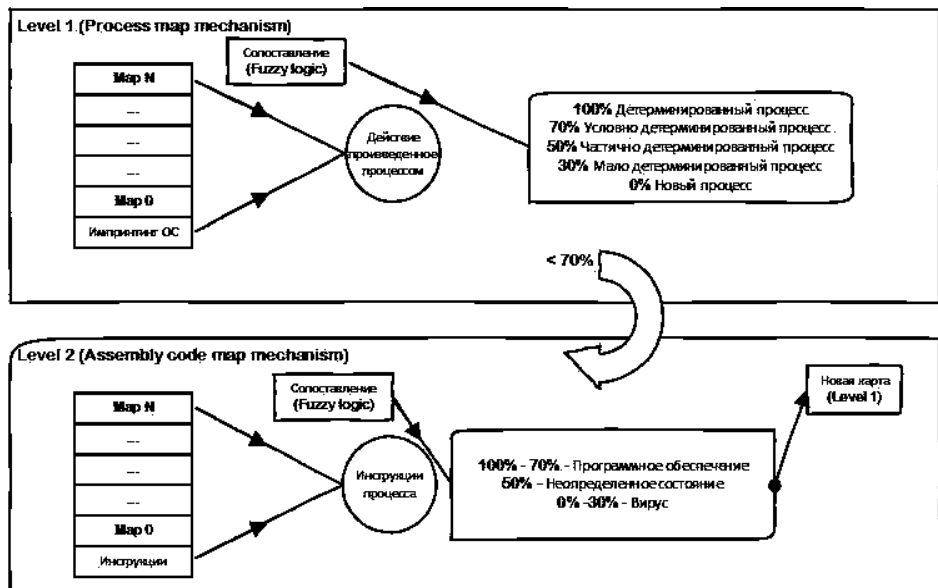 Level 1 (Process map mechanism)
Сопоставление
(Fuzzy logic)
Map N
...
...
...
Map 0
Импринтинг ОС
Действие
произведенное
процессом
100% Детерминированный процесс
70% Условно детерминированный процесс.
50% Частично детерминированный процесс
30% Мало детерминированный процесс
0% Новый процесс
< 70%
Level 2 (Assembly code map mechanism)
Сопоставление
(Fuzzy logic)
Map N
...
...
...
Map 0
Инструкции
Инструкции
процесса
100% - 70% - Программное обеспечение
50% - Неопределенное состояние
0% -30% - Вирус
Новая карта
(Level 1)